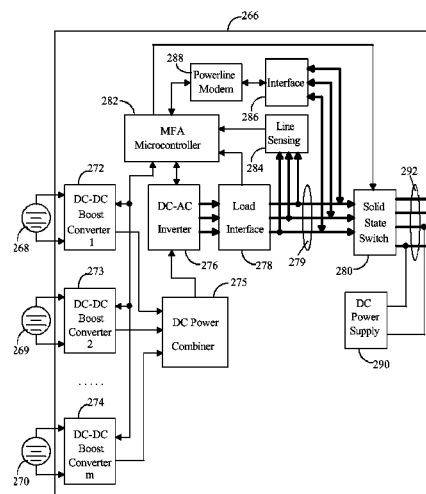 266
288
Powerline
Modem
Interface
286
282
MFA
Microcontroller
Line
Sensing
284
272
DC-DC
Boost
Converter
1
268
DC-AC
Inverter
276
Load
Interface
278
279
Solid
State
Switch
280
292
273
DC-DC
Boost
Converter
2
269
275
DC Power
Combiner
DC
Power
Supply
290
.....
274
DC-DC
Boost
Converter
m
270